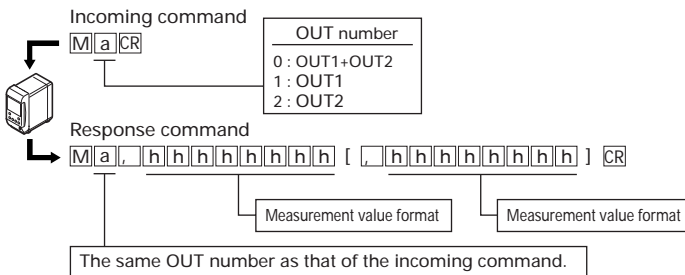 Incoming command
M a CR
OUT number
0 : OUT1+OUT2
1 : OUT1
2 : OUT2
Response command
M a , h h h h h h h h [ , h h h h h h h h ] CR
Measurement value format
Measurement value format
The same OUT number as that of the incoming command.